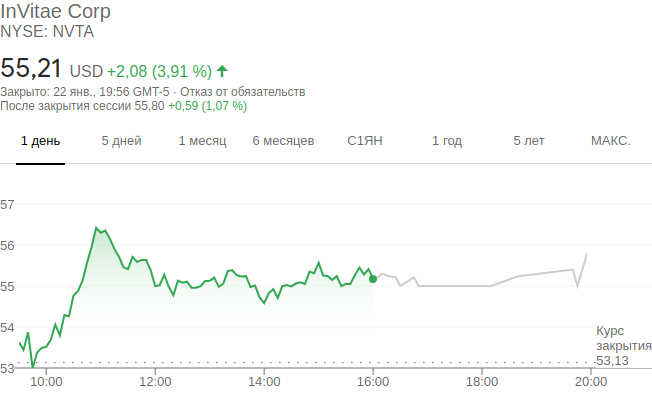 InVitae Corp
NYSE: NVTA
55,21 USD +2,08 (3,91 %)
Закрыто: 22 янв., 19:56 GMT-5 · Отказ от обязательств
После закрытия сессии 55,80 +0,59 (1,07 %)
1 день 5 дней 1 месяц 6 месяцев С1ЯН 1 год 5 лет МАКС.
57
56
55
54
Курс
закрытия
53,13
53
10:00 12:00 14:00 16:00 18:00 20:00